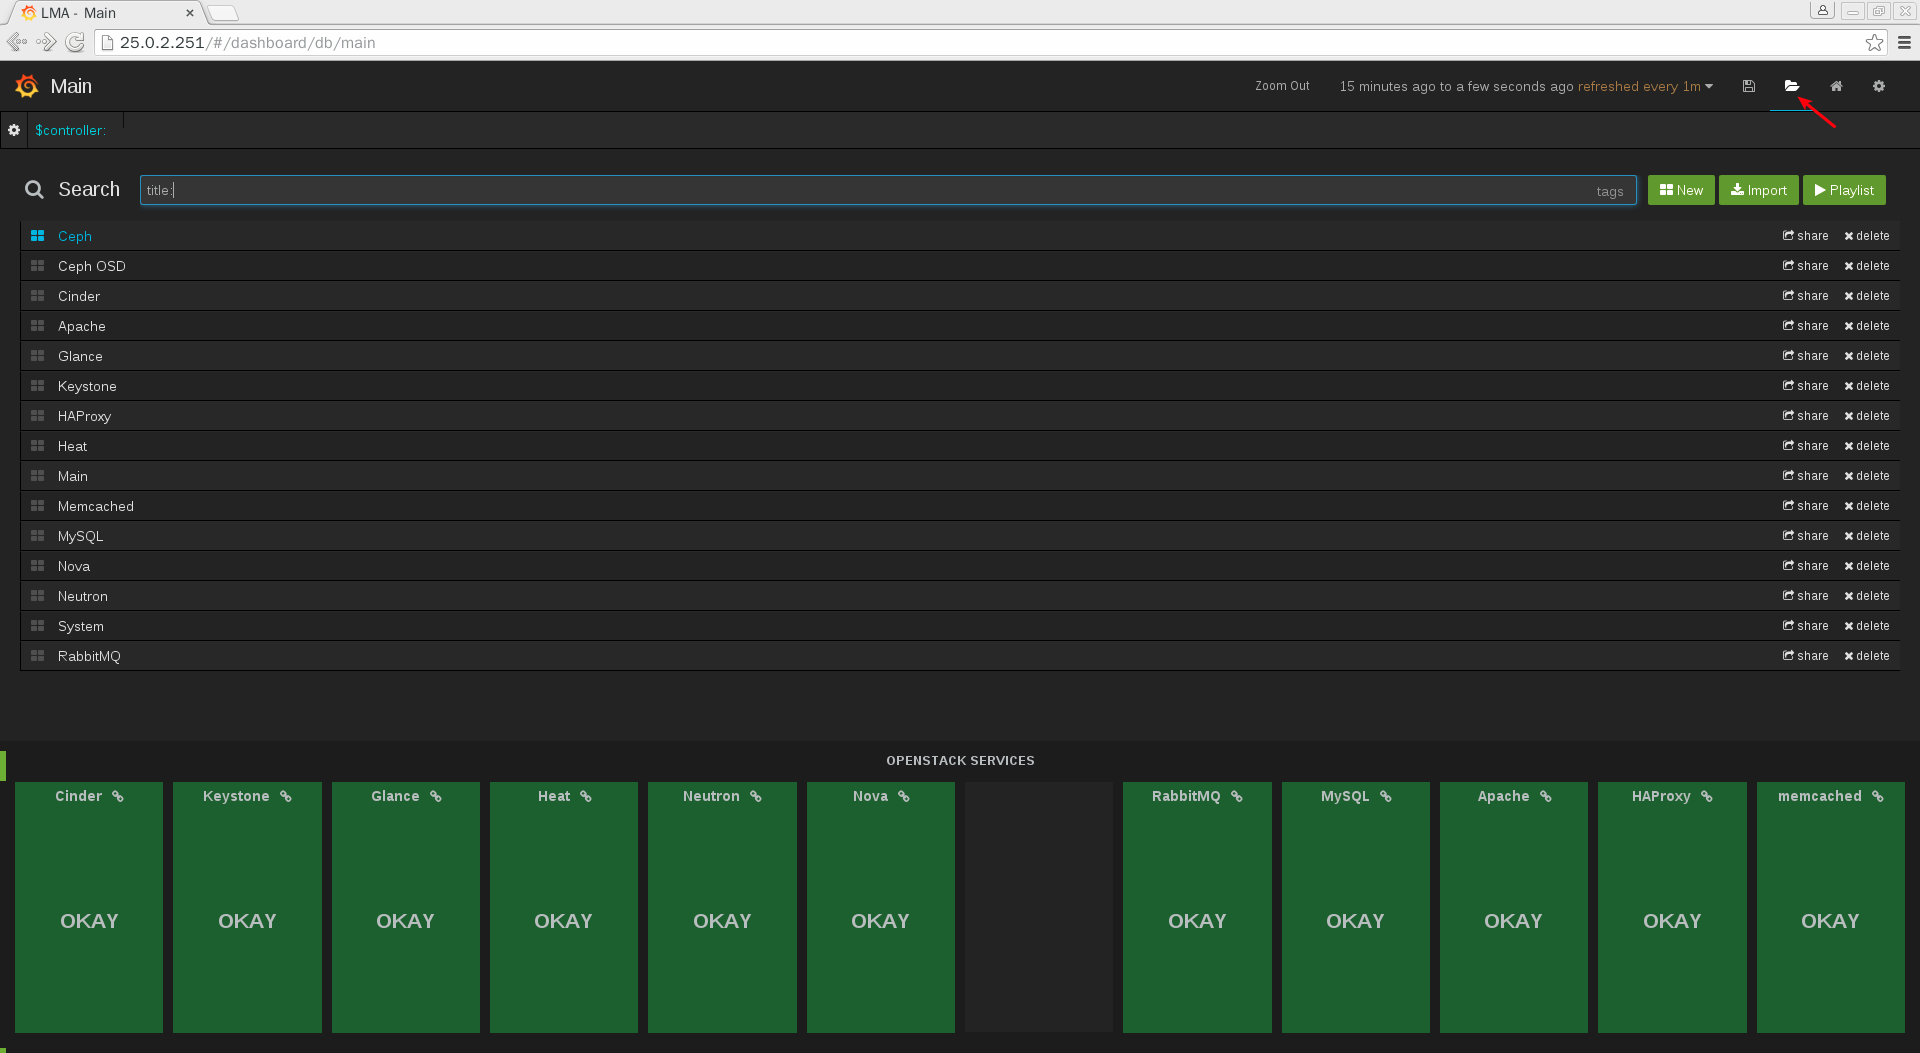 LMA - Main
25.0.2.251/#/dashboard/db/main
Main
Zoom Out
15 minutes ago to a few seconds ago refreshed every 1m
$controller:
Search
title:
tags
New
Import
Playlist
Ceph share delete
Ceph OSD share delete
Cinder share delete
Apache share delete
Glance share delete
Keystone share delete
HAProxy share delete
Heat share delete
Main share delete
Memcached share delete
MySQL share delete
Nova share delete
Neutron share delete
System share delete
RabbitMQ share delete
OPENSTACK SERVICES
Cinder Keystone Glance Heat Neutron Nova RabbitMQ MySQL Apache HAProxy memcached
OKAY OKAY OKAY OKAY OKAY OKAY OKAY OKAY OKAY OKAY OKAY